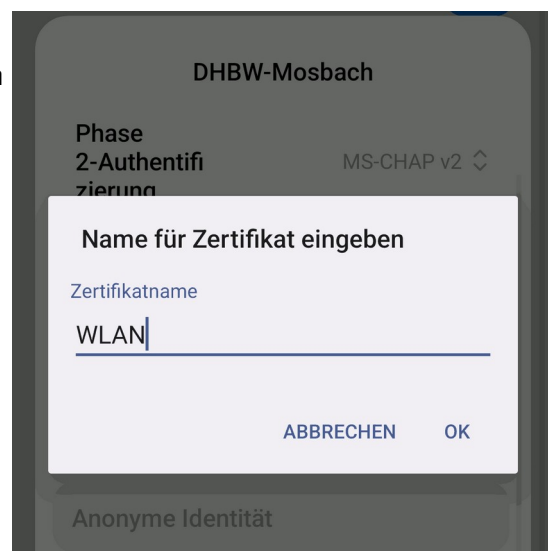 DHBW-Mosbach
Phase
2-Authentifi
zierung
MS-CHAP v2
Name für Zertifikat eingeben
Zertifikatname
WLAN
ABBRECHEN OK
Anonyme Identität